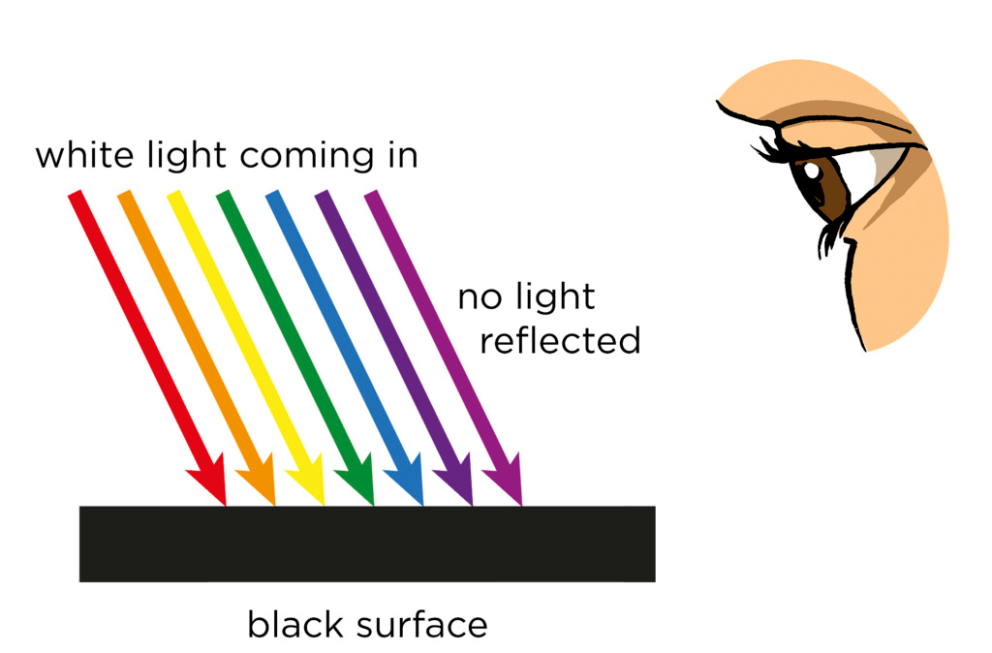 white light coming in
no light
reflected
black surface